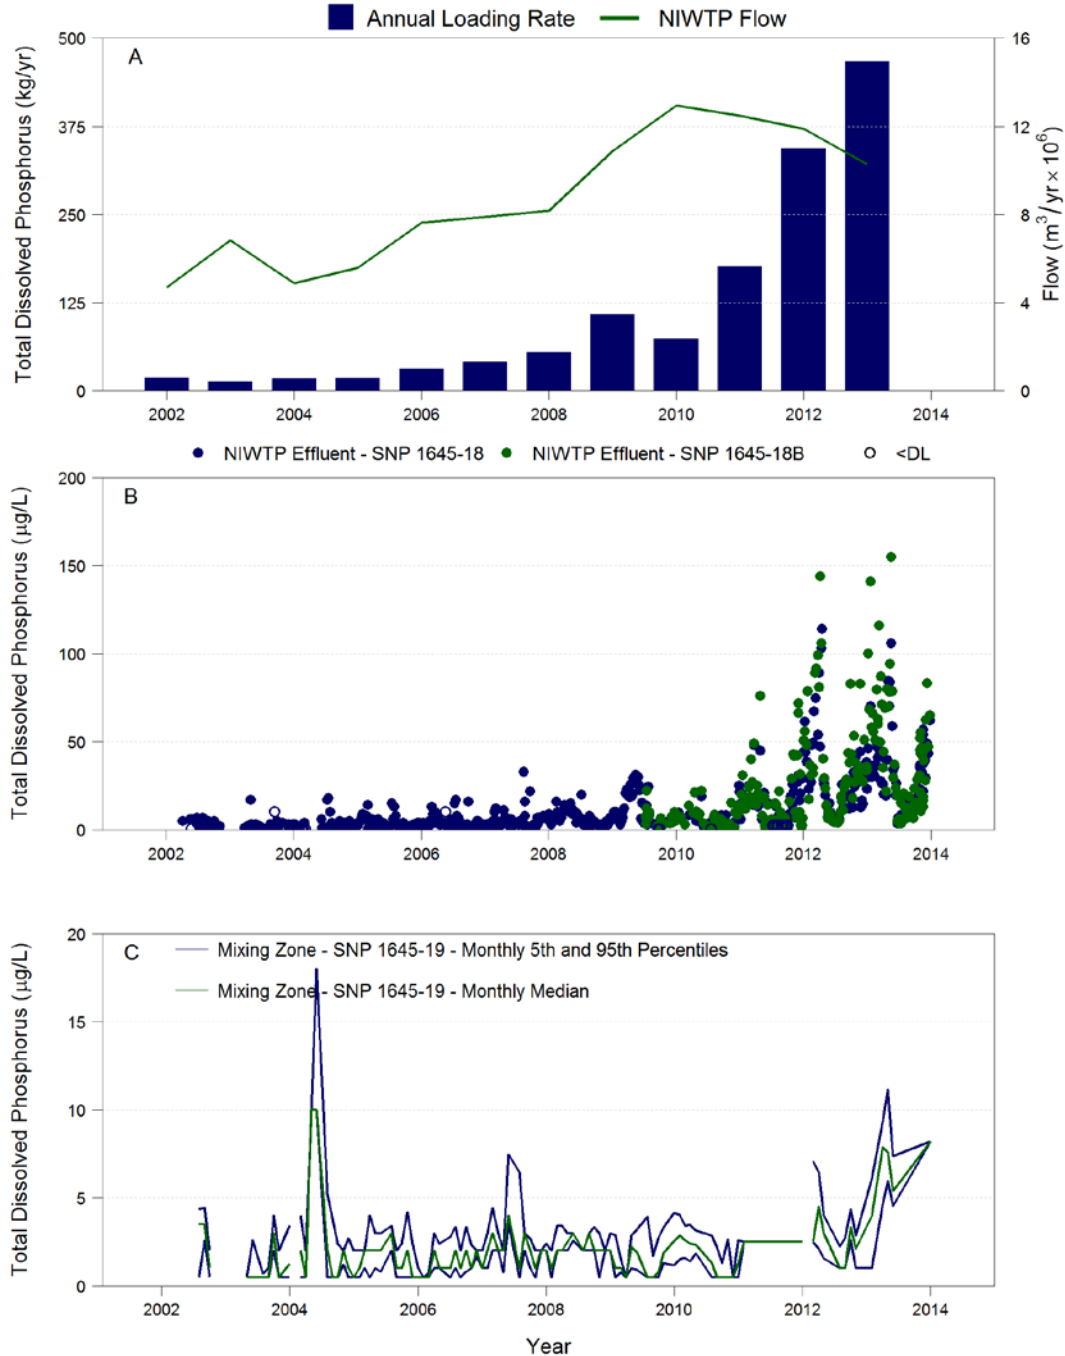 Annual Loading Rate NIWTP Flow
A
500
375
250
125
0
Total Dissolved Phosphorus (kg/yr)
16
12
8
4
0
Flow (m³/yr×10⁶)
2002 2004 2006 2008 2010 2012 2014
NIWTP Effluent - SNP 1645-18 NIWTP Effluent - SNP 1645-18B <DL
B
200
150
100
50
0
Total Dissolved Phosphorus (μg/L)
2002 2004 2006 2008 2010 2012 2014
C
Mixing Zone - SNP 1645-19 - Monthly 5th and 95th Percentiles
Mixing Zone - SNP 1645-19 - Monthly Median
20
15
10
5
0
Total Dissolved Phosphorus (μg/L)
2002 2004 2006 2008 2010 2012 2014
Year